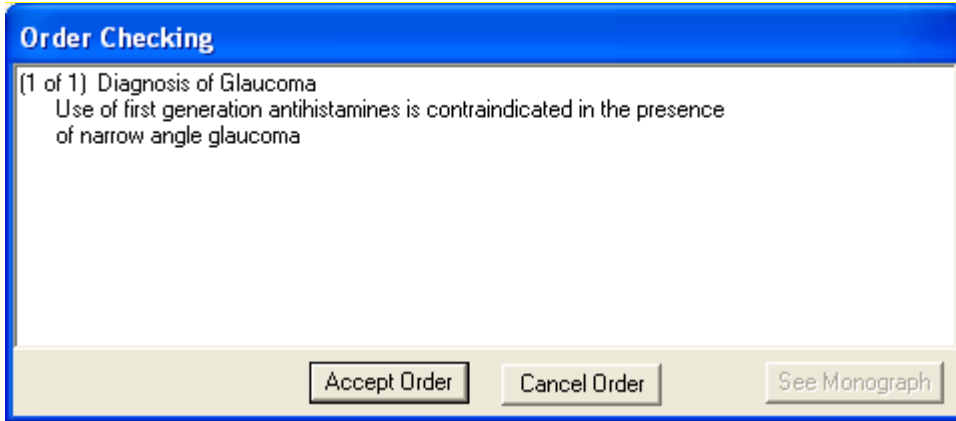 Order Checking
(1 of 1) Diagnosis of Glaucoma
Use of first generation antihistamines is contraindicated in the presence
of narrow angle glaucoma
Accept Order
Cancel Order
See Monograph